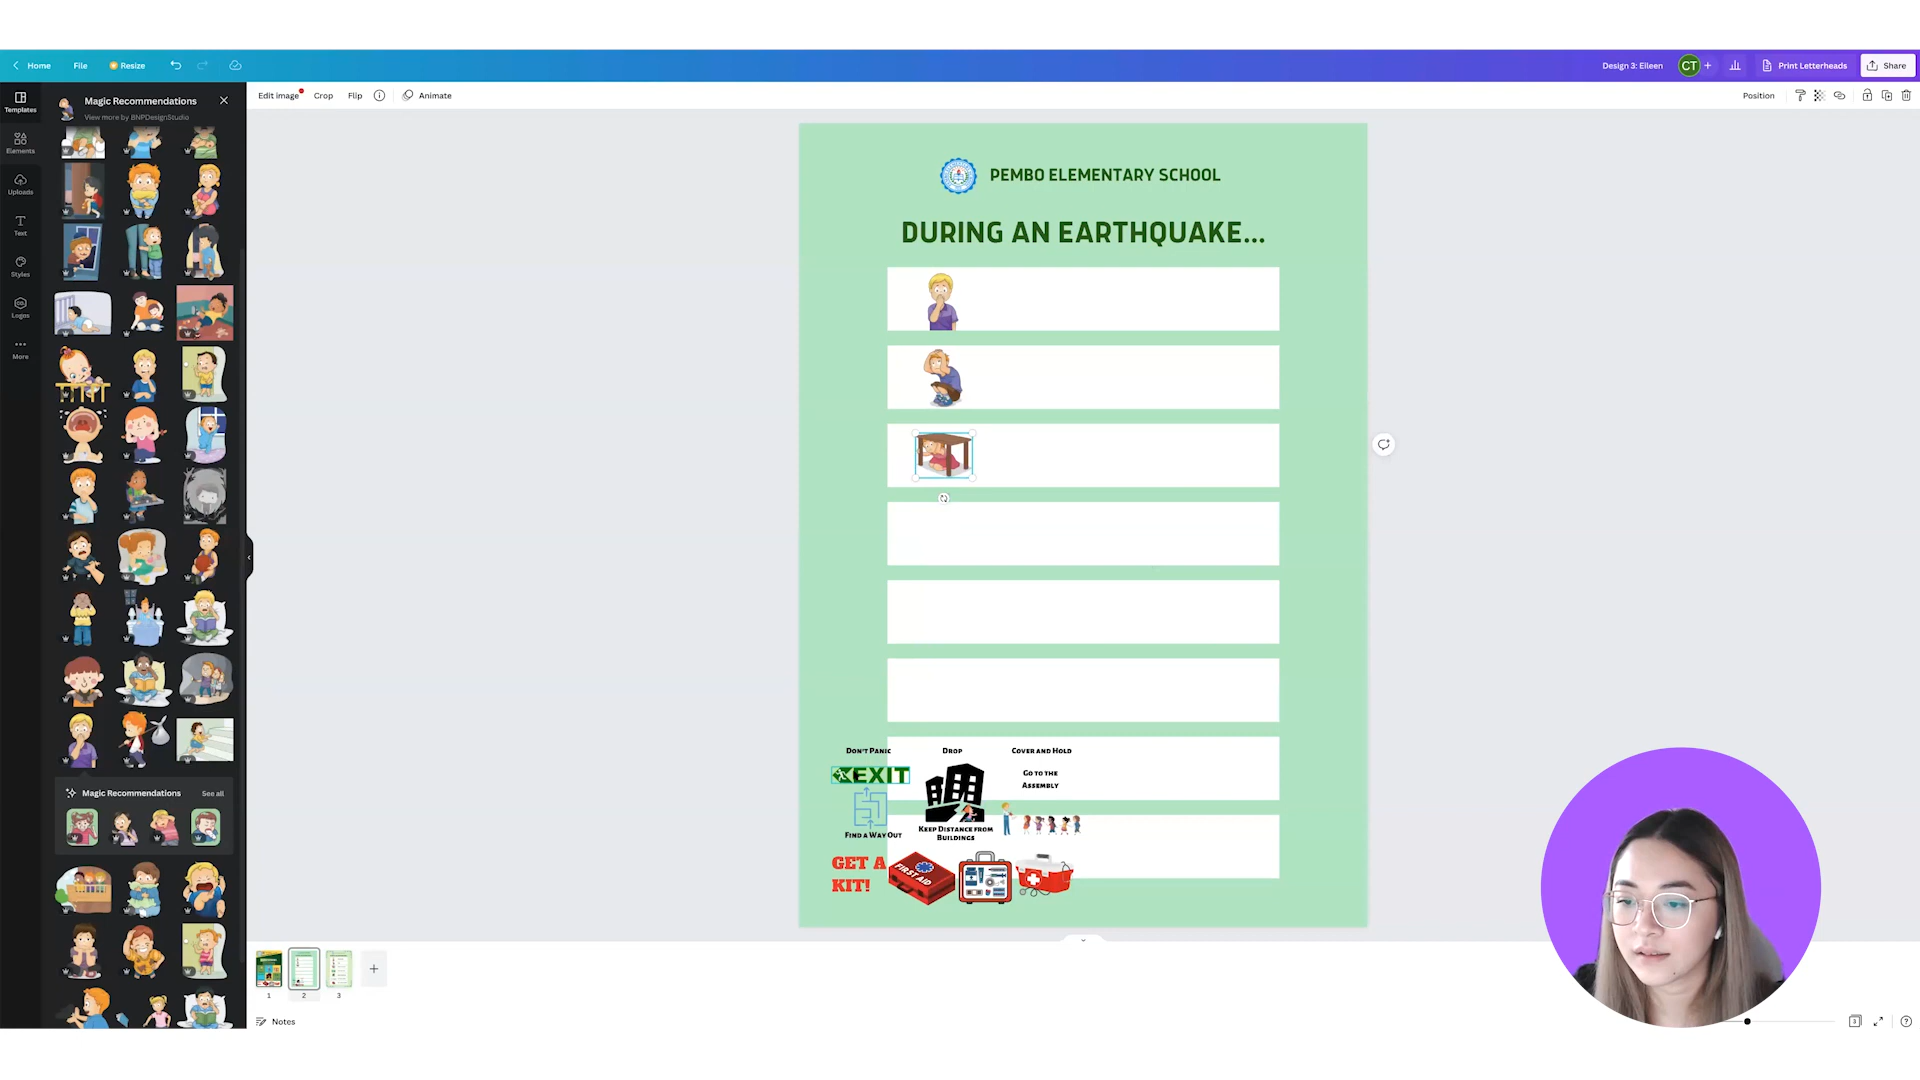 Home
File
Resize
Design 3: Eileen
CT
Print Letterheads
Share
Templates
Elements
Uploads
Text
Styles
Logos
More
Magic Recommendations
View more by BNPDesignStudio
Edit image
Crop
Flip
Animate
Position
PEMBO ELEMENTARY SCHOOL
DURING AN EARTHQUAKE...
Don't Panic
Drop
Cover and Hold
EXIT
Go to the
Assembly
Find a Way Out
Keep Distance from
Buildings
GET A
KIT!
FIRST AID
Magic Recommendations
See all
1
2
3
Notes
3